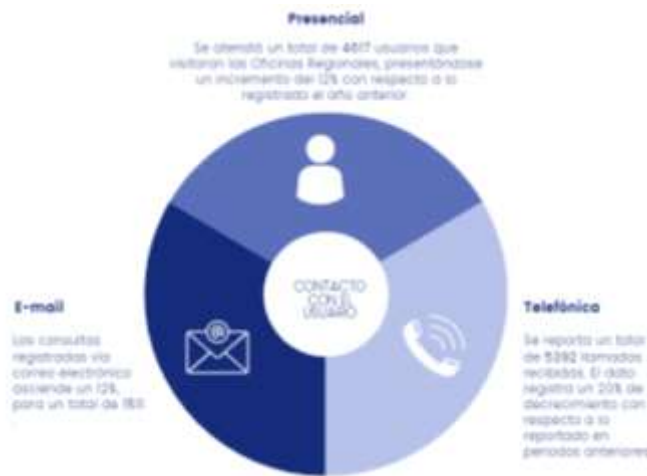 Presencial
Se atendió un total de 4617 usuarios que
visitaron las Oficinas Regionales, presentándose
un incremento del 12% con respecto a lo
registrado el año anterior.
CONTACTO
CON EL
USUARIO
E-mail
Las consultas
registradas vía
correo electrónico
asciende un 12%,
para un total de
Telefónica
Se reporta un total
de 5392 llamadas
recibidas. El dato
registra un 20% de
decrecimiento con
respecto a lo
reportado en
periodos anteriores